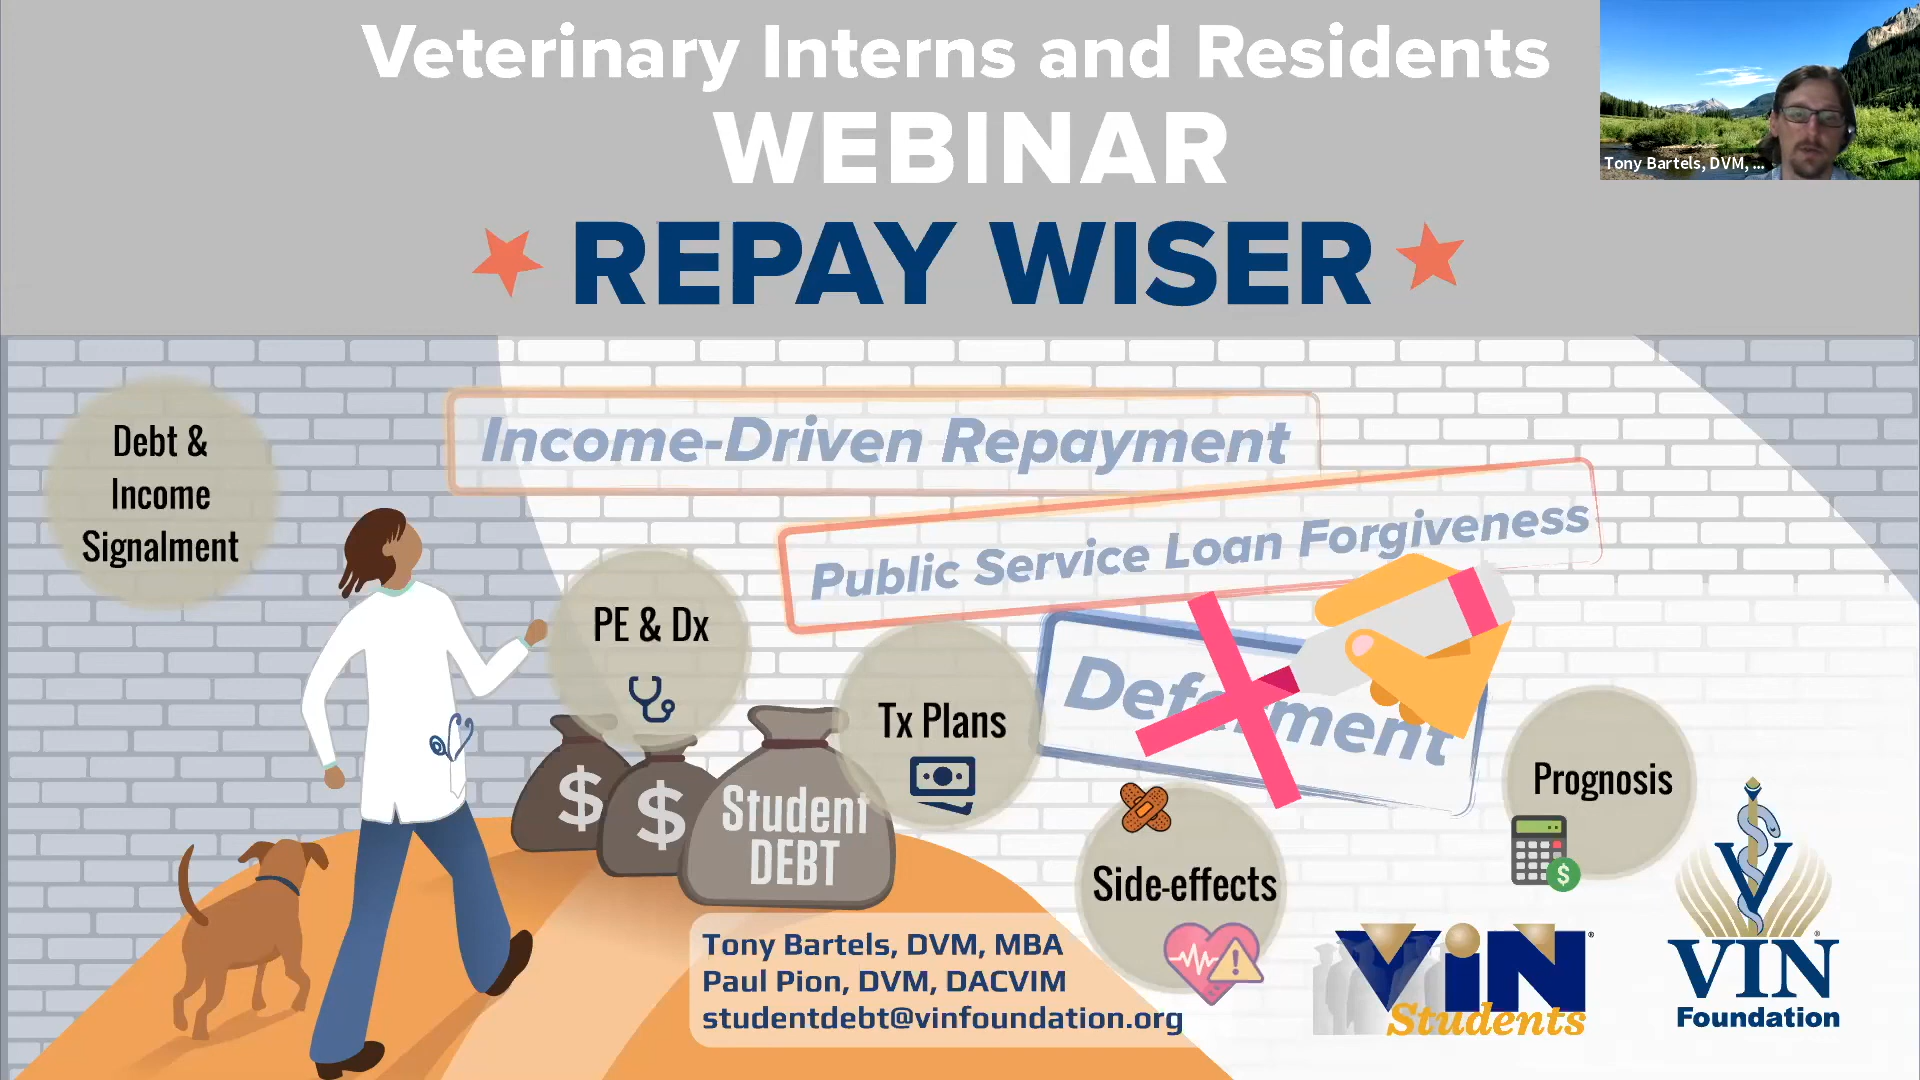 Veterinary Interns and Residents
WEBINAR
REPAY WISER
Tony Bartels, DVM, ...
Income-Driven Repayment
Debt &
Income
Signalment
Public Service Loan Forgiveness
PE & Dx
Deferment
Tx Plans
Prognosis
$
$
Student
DEBT
$
Side-effects
Tony Bartels, DVM, MBA
Paul Pion, DVM, DACVIM
studentdebt@vinfoundation.org
ViN
Students
V
VIN
Foundation